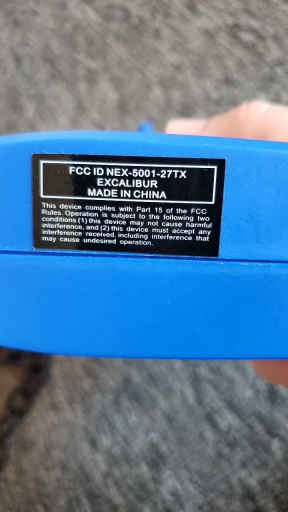 FCC ID NEX-5001-27TX
EXCALIBUR
MADE IN CHINA
This device complies with Part 15 of the FCC
Rules. Operation is subject to the following two
conditions (1) this device may not cause harmful
interference, and (2) this device must accept any
interference received, including interference that
may cause undesired operation.